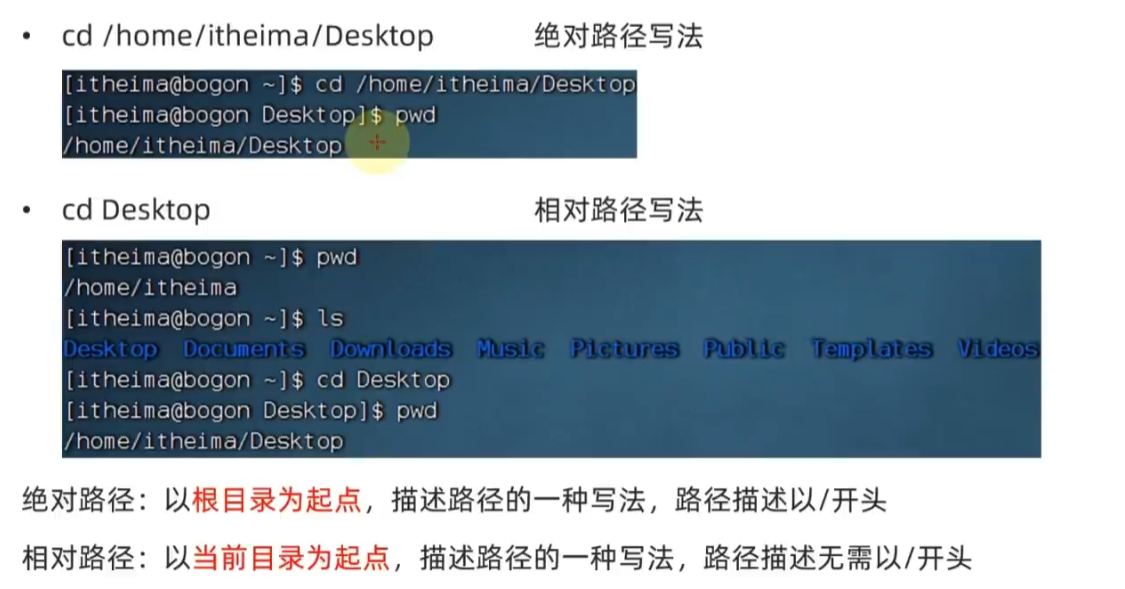 • cd /home/itheima/Desktop 绝对路径写法
[itheima@bogon ~]$ cd /home/itheima/Desktop
[itheima@bogon Desktop]$ pwd
/home/itheima/Desktop
• cd Desktop 相对路径写法
[itheima@bogon ~]$ pwd
/home/itheima
[itheima@bogon ~]$ ls
Desktop Documents Downloads Music Pictures Public Templates Videos
[itheima@bogon ~]$ cd Desktop
[itheima@bogon Desktop]$ pwd
/home/itheima/Desktop
绝对路径：以根目录为起点，描述路径的一种写法，路径描述以/开头
相对路径：以当前目录为起点，描述路径的一种写法，路径描述无需以/开头